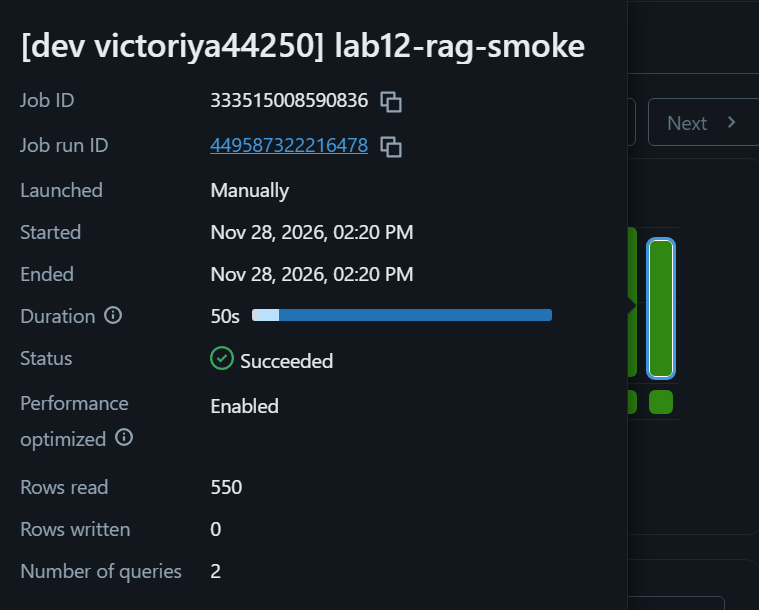 [dev victoriya44250] lab12-rag-smoke
Job ID 333515008590836
Job run ID 449587322216478
Next
Launched Manually
Started Nov 28, 2026, 02:20 PM
Ended Nov 28, 2026, 02:20 PM
Duration 50s
Status Succeeded
Performance optimized Enabled
Rows read 550
Rows written 0
Number of queries 2